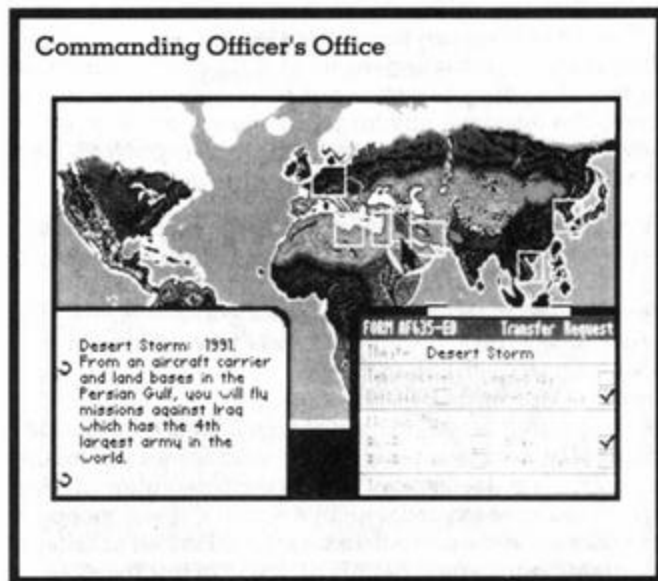 Commanding Officer's Office
Desert Storm: 1991.
From an aircraft carrier
and land bases in the
Persian Gulf, you will fly
missions against Iraq
which has the 4th
largest army in the
world.
FORM AF635-ED Transfer Request
Desert Storm